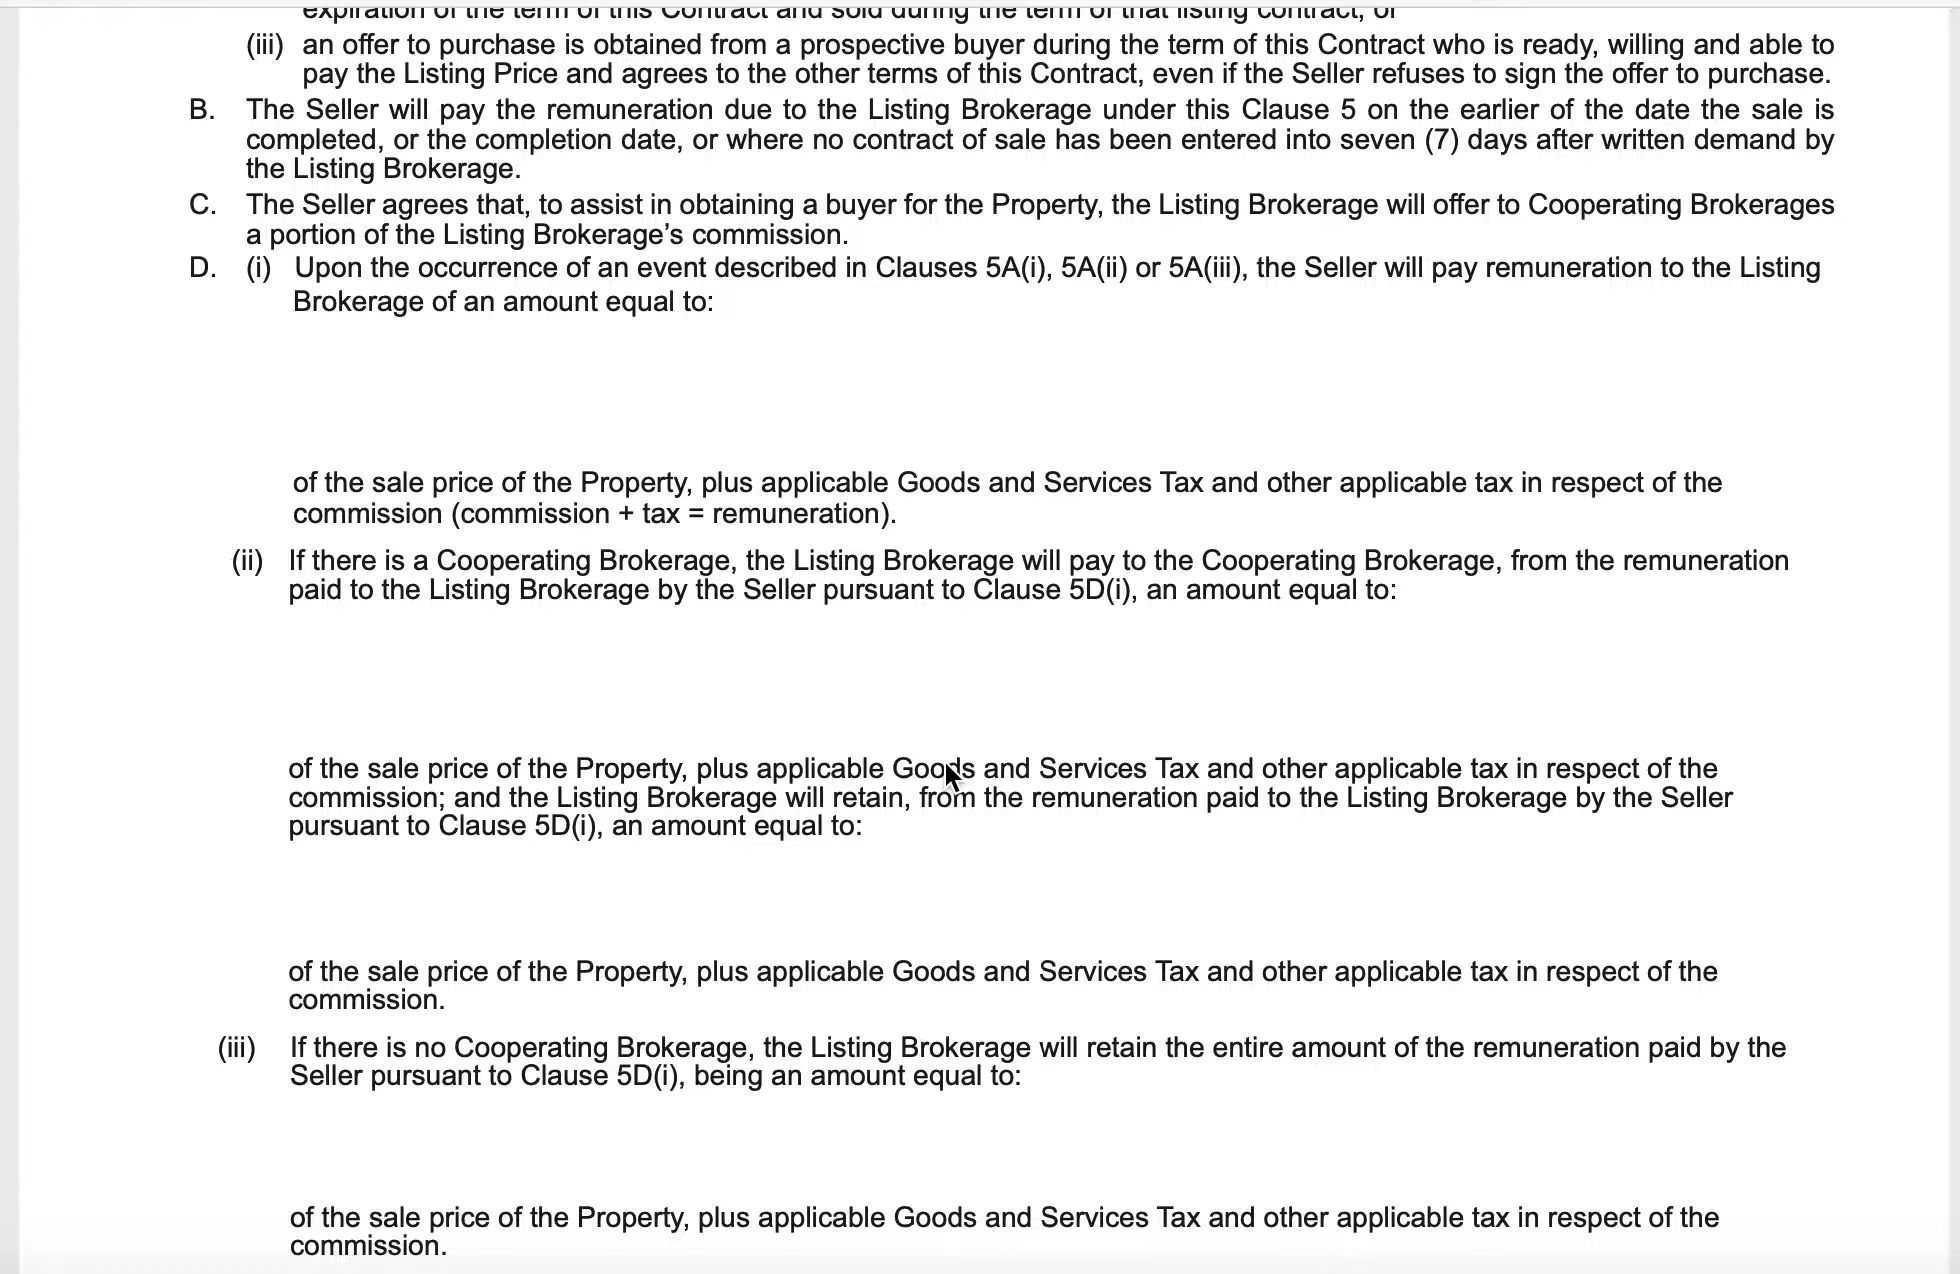 expiration of the term of this Contract and sold during the term of that listing contract; or
(iii) an offer to purchase is obtained from a prospective buyer during the term of this Contract who is ready, willing and able to
pay the Listing Price and agrees to the other terms of this Contract, even if the Seller refuses to sign the offer to purchase.
B. The Seller will pay the remuneration due to the Listing Brokerage under this Clause 5 on the earlier of the date the sale is
completed, or the completion date, or where no contract of sale has been entered into seven (7) days after written demand by
the Listing Brokerage.
C. The Seller agrees that, to assist in obtaining a buyer for the Property, the Listing Brokerage will offer to Cooperating Brokerages
a portion of the Listing Brokerage’s commission.
D. (i) Upon the occurrence of an event described in Clauses 5A(i), 5A(ii) or 5A(iii), the Seller will pay remuneration to the Listing
Brokerage of an amount equal to:
of the sale price of the Property, plus applicable Goods and Services Tax and other applicable tax in respect of the
commission (commission + tax = remuneration).
(ii) If there is a Cooperating Brokerage, the Listing Brokerage will pay to the Cooperating Brokerage, from the remuneration
paid to the Listing Brokerage by the Seller pursuant to Clause 5D(i), an amount equal to:
of the sale price of the Property, plus applicable Goods and Services Tax and other applicable tax in respect of the
commission; and the Listing Brokerage will retain, from the remuneration paid to the Listing Brokerage by the Seller
pursuant to Clause 5D(i), an amount equal to:
of the sale price of the Property, plus applicable Goods and Services Tax and other applicable tax in respect of the
commission.
(iii) If there is no Cooperating Brokerage, the Listing Brokerage will retain the entire amount of the remuneration paid by the
Seller pursuant to Clause 5D(i), being an amount equal to:
of the sale price of the Property, plus applicable Goods and Services Tax and other applicable tax in respect of the
commission.